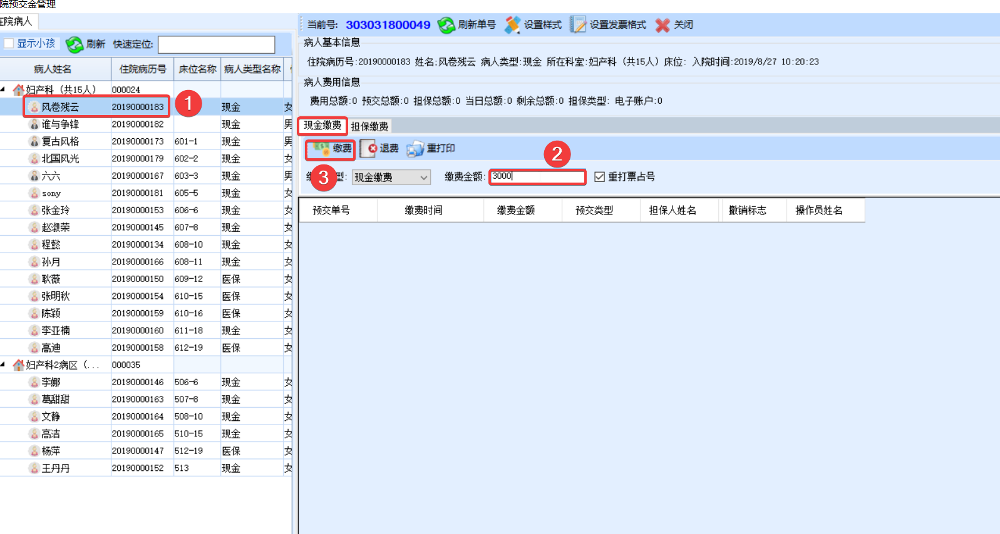 院预交金管理
在院病人
显示小孩 刷新 快速定位:
病人姓名 住院病历号 床位名称 病人类型名称
妇产科（共15人） 000024
风卷残云 20190000183 现金 女
谁与争锋 20190000182 现金 男
复古风格 20190000173 601-1 现金 男
北国风光 20190000179 602-2 现金 女
六六 20190000167 603-3 现金 男
sony 20190000181 605-5 现金 女
张金玲 20190000153 606-6 现金 女
赵淑荣 20190000145 607-8 现金 女
程懿 20190000134 608-10 现金 女
孙月 20190000166 608-11 现金 女
耿薇 20190000150 609-12 医保 女
张明秋 20190000154 610-15 医保 女
陈颖 20190000159 610-16 医保 女
李亚楠 20190000160 611-18 现金 女
高迪 20190000158 612-19 医保 女
妇产科2病区（... 000035
李娜 20190000146 506-6 现金 女
葛甜甜 20190000163 507-8 现金 女
文静 20190000164 508-10 现金 女
高洁 20190000165 510-15 现金 女
杨萍 20190000147 512-19 医保 女
王丹丹 20190000152 513 现金 女
1
当前号: 303031800049 刷新单号 设置样式 设置发票格式 关闭
病人基本信息
住院病历号:20190000183 姓名;风卷残云 病人类型:现金 所在科室:妇产科（共15人）床位: 入院时间:2019/8/27 10:20:23
病人费用信息
费用总额:0 预交总额:0 担保总额:0 当日总额:0 剩余总额:0 担保类型: 电子账户:0
现金缴费 担保缴费
缴费 退费 重打印
2
3
型: 现金缴费 缴费金额: 3000 重打票占号
预交单号 缴费时间 缴费金额 预交类型 担保人姓名 撤销标志 操作员姓名